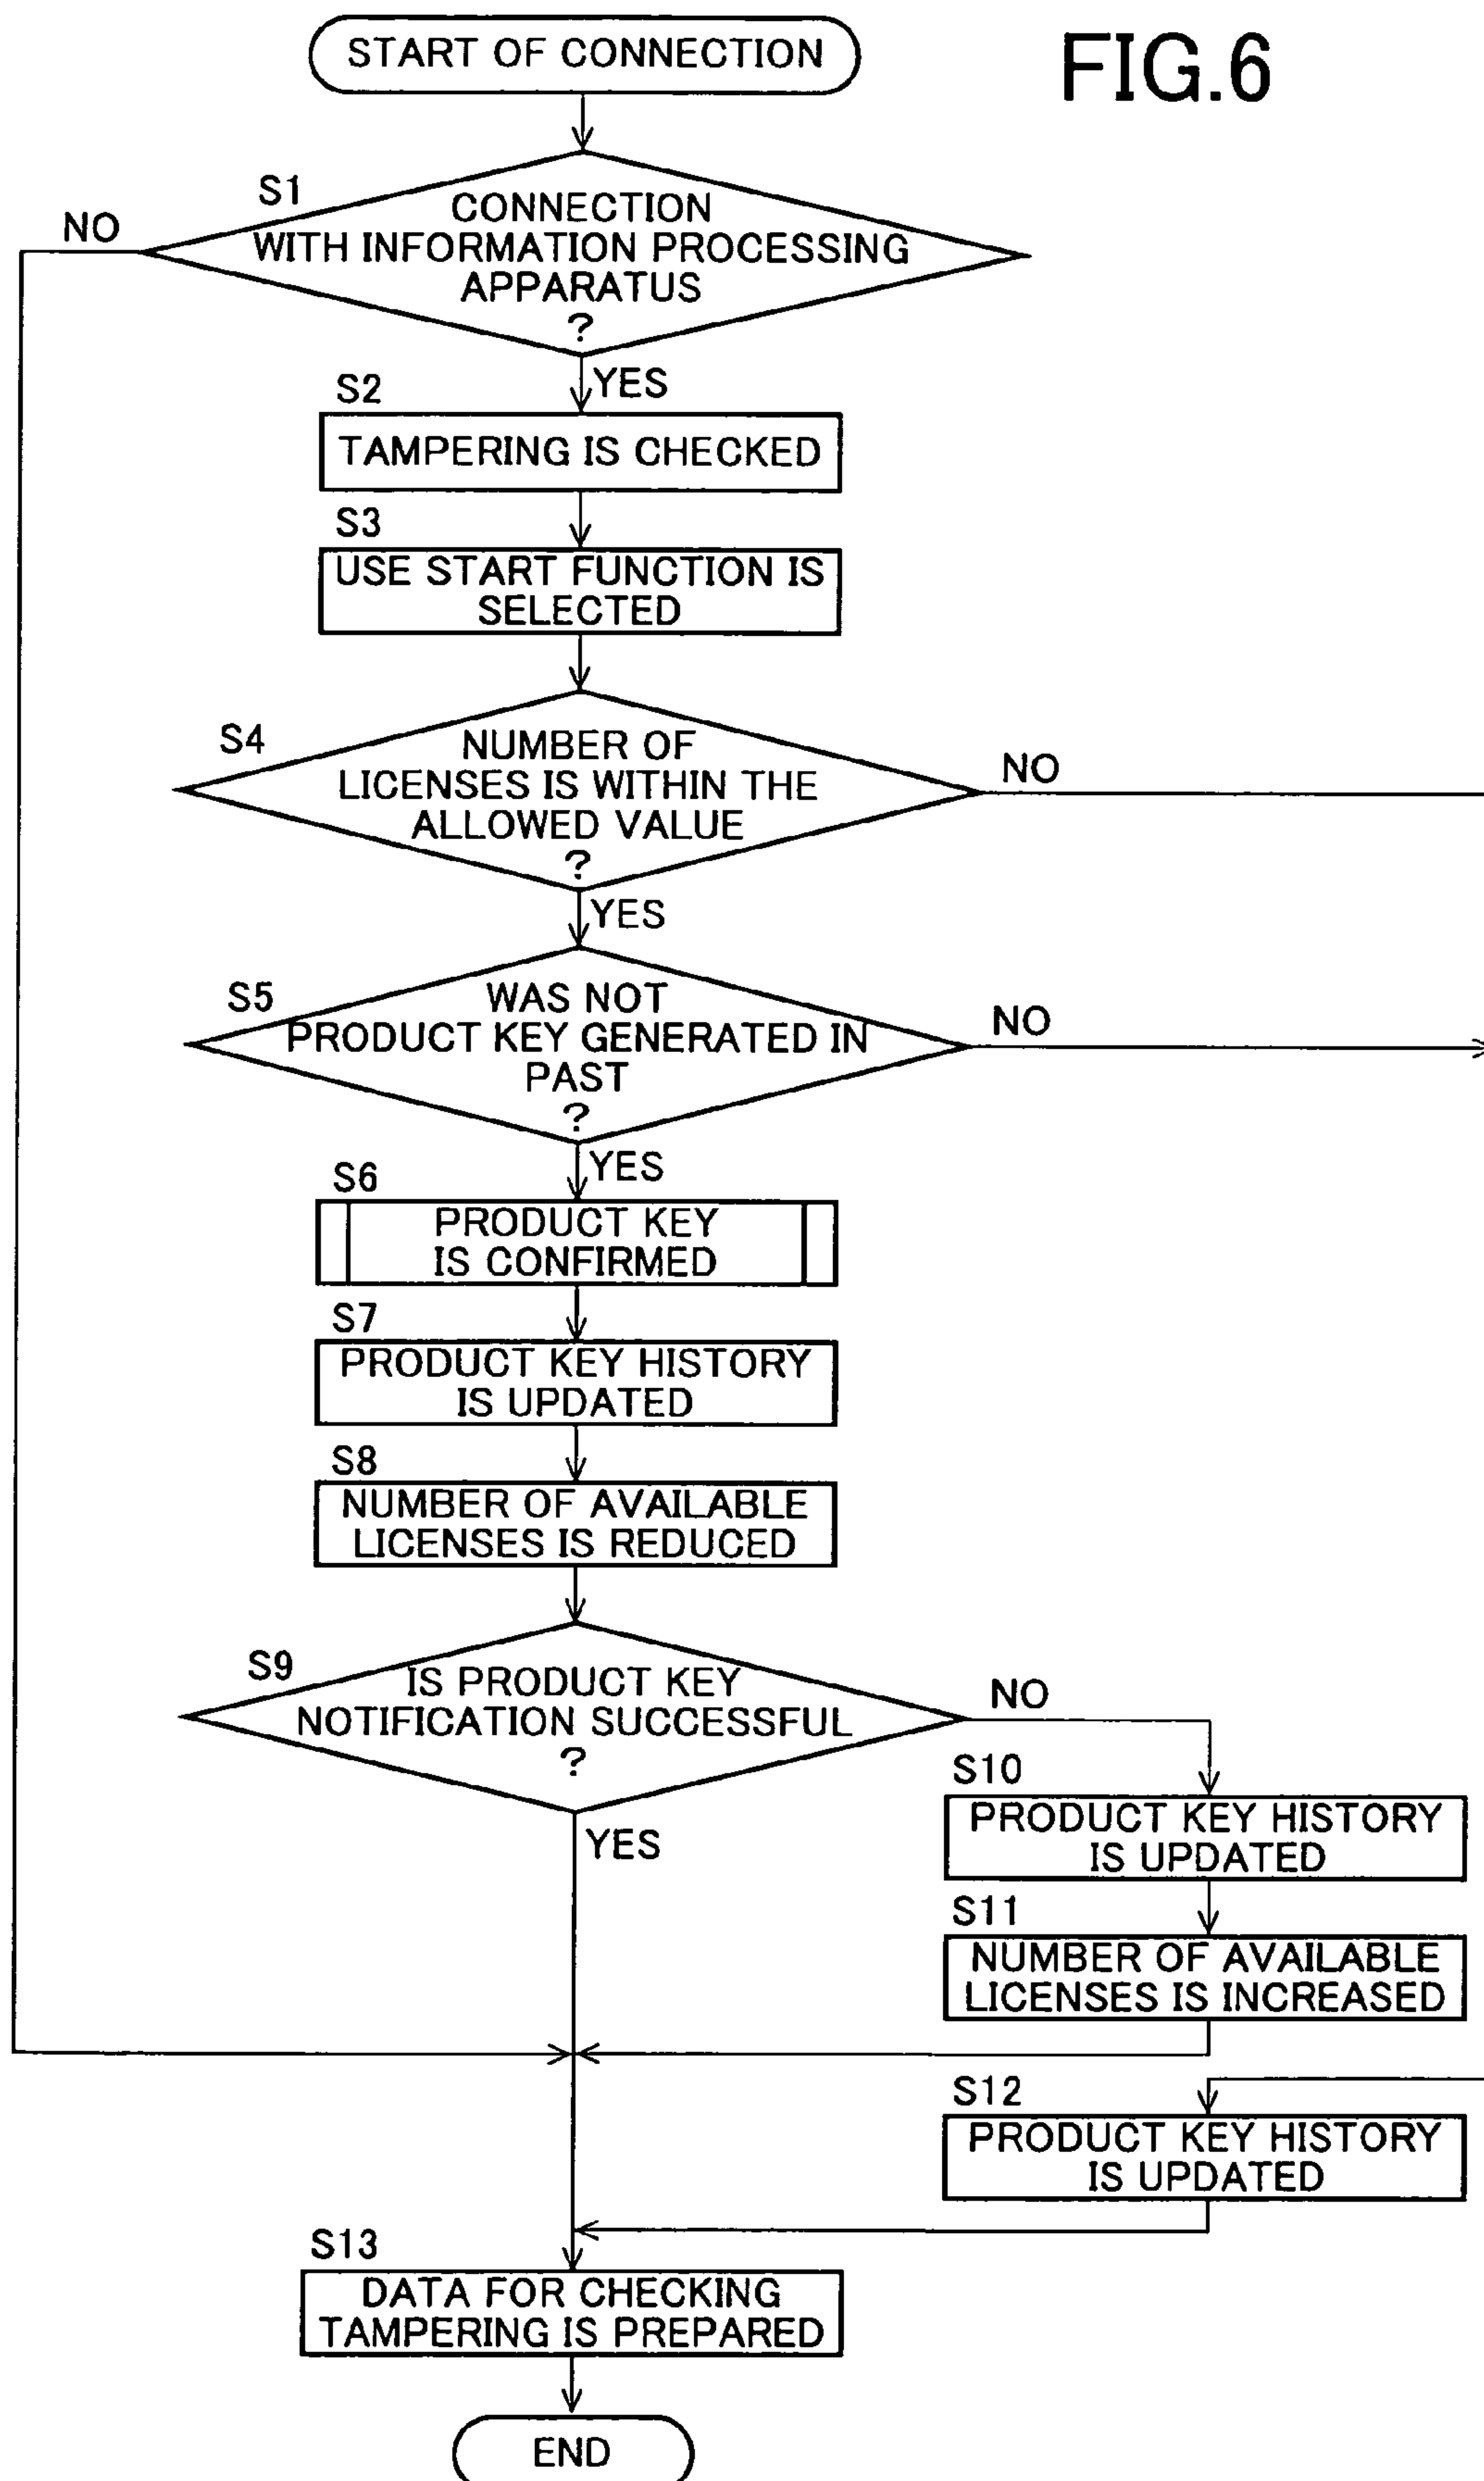 START OF CONNECTION
FIG.6
S1
CONNECTION
WITH INFORMATION PROCESSING
APPARATUS
?
NO
YES
S2
TAMPERING IS CHECKED
S3
USE START FUNCTION IS
SELECTED
S4
NUMBER OF
LICENSES IS WITHIN THE
ALLOWED VALUE
?
NO
YES
S5
WAS NOT
PRODUCT KEY GENERATED IN
PAST
?
NO
YES
S6
PRODUCT KEY
IS CONFIRMED
S7
PRODUCT KEY HISTORY
IS UPDATED
S8
NUMBER OF AVAILABLE
LICENSES IS REDUCED
S9
IS PRODUCT KEY
NOTIFICATION SUCCESSFUL
?
NO
YES
S10
PRODUCT KEY HISTORY
IS UPDATED
S11
NUMBER OF AVAILABLE
LICENSES IS INCREASED
S12
PRODUCT KEY HISTORY
IS UPDATED
S13
DATA FOR CHECKING
TAMPERING IS PREPARED
END